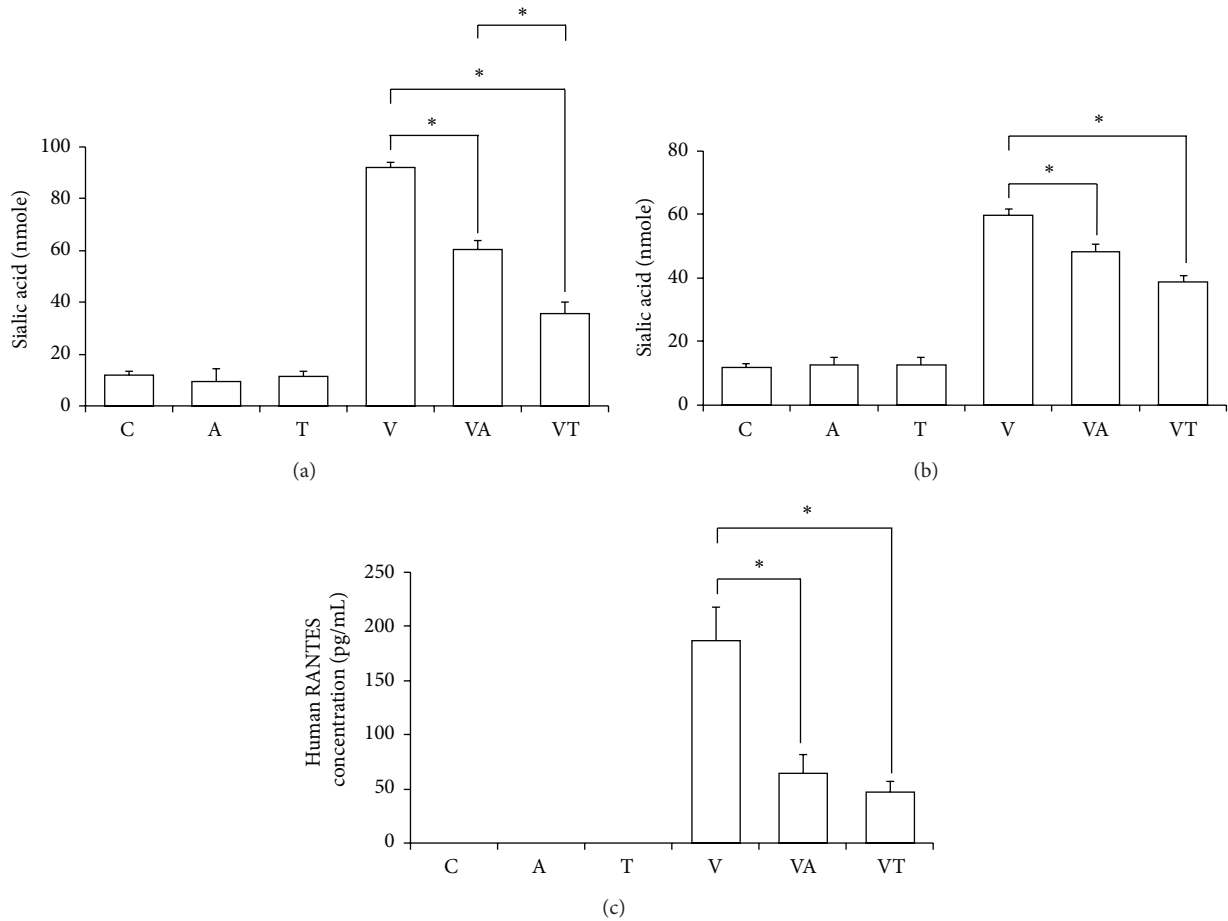 *
*
*
100
80
60
40
20
0
Sialic acid (nmole)
C A T V VA VT
(a)
*
*
80
60
40
20
0
Sialic acid (nmole)
C A T V VA VT
(b)
*
*
250
200
150
100
50
0
Human RANTES
concentration (pg/mL)
C A T V VA VT
(c)